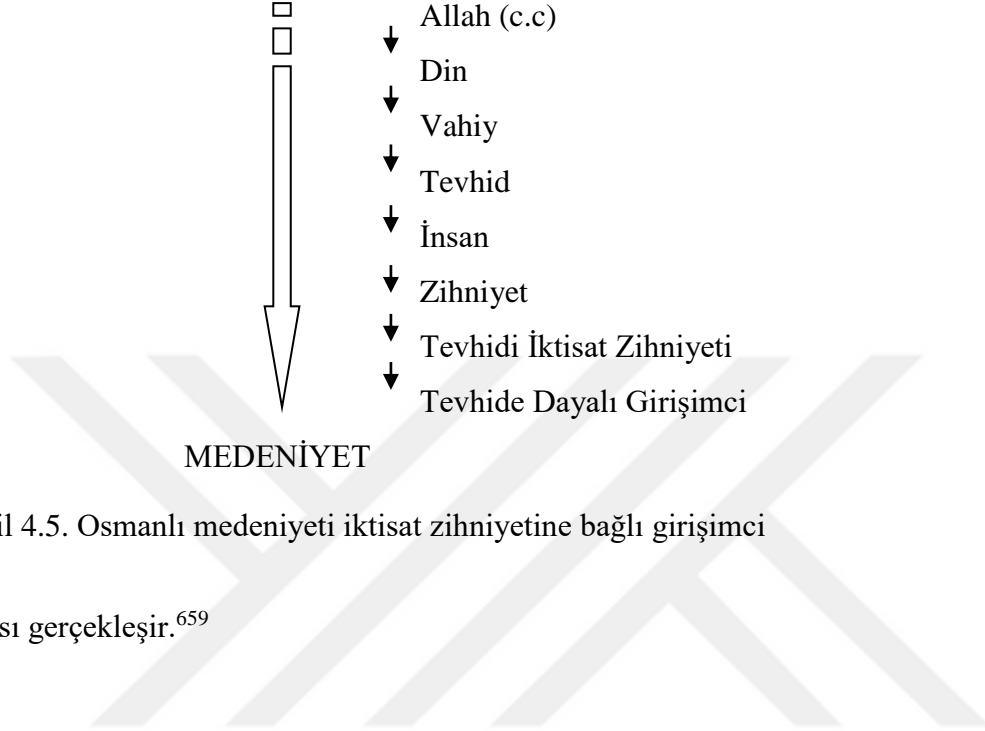 Allah (c.c)
Din
Vahiy
Tevhid
İnsan
Zihniyet
Tevhidi İktisat Zihniyeti
Tevhide Dayalı Girişimci
MEDENİYET
il 4.5. Osmanlı medeniyeti iktisat zihniyetine bağlı girişimci
sı gerçekleşir.659